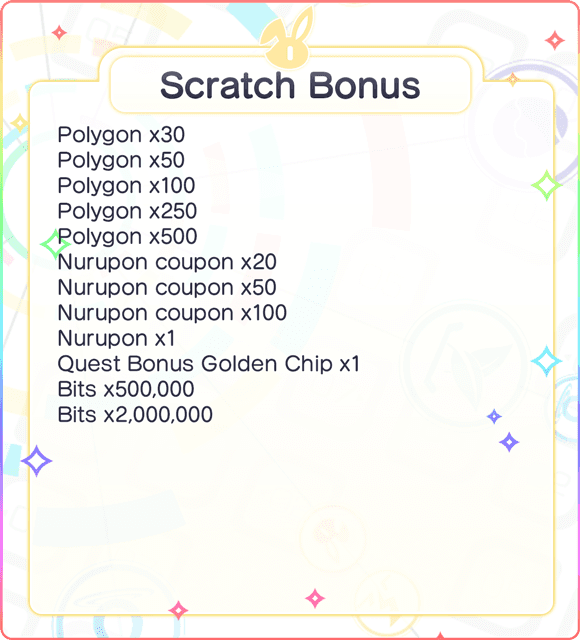 Scratch Bonus
Polygon x30
Polygon x50
Polygon x100
Polygon x250
Polygon x500
Nurupon coupon x20
Nurupon coupon x50
Nurupon coupon x100
Nurupon x1
Quest Bonus Golden Chip x1
Bits x500,000
Bits x2,000,000